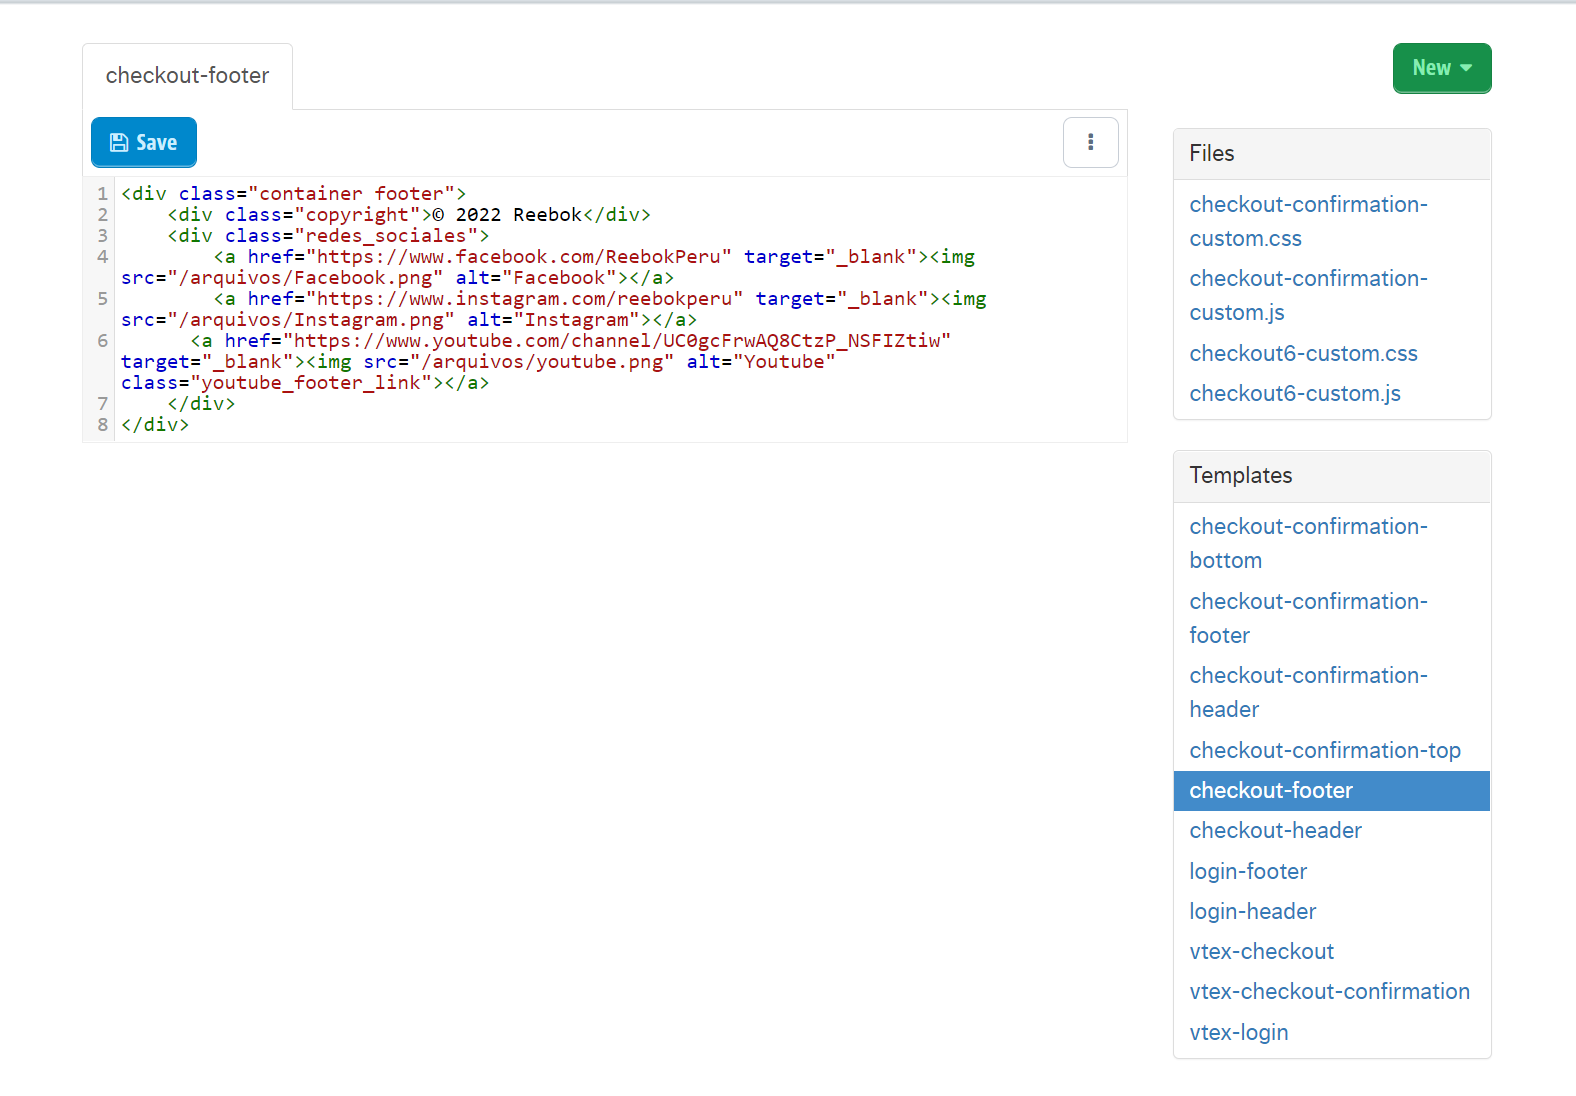 checkout-footer
New
Save
1 <div class="container footer">
2 <div class="copyright">© 2022 Reebok</div>
3 <div class="redes_sociales">
4 <a href="https://www.facebook.com/ReebokPeru" target="_blank"><img
src="/arquivos/Facebook.png" alt="Facebook"></a>
5 <a href="https://www.instagram.com/reebokperu" target="_blank"><img
src="/arquivos/Instagram.png" alt="Instagram"></a>
6 <a href="https://www.youtube.com/channel/UC0gcFrwAQ8CtzP_NSFIZtiw"
target="_blank"><img src="/arquivos/youtube.png" alt="Youtube"
class="youtube_footer_link"></a>
7 </div>
8 </div>
Files
checkout-confirmation-
custom.css
checkout-confirmation-
custom.js
checkout6-custom.css
checkout6-custom.js
Templates
checkout-confirmation-
bottom
checkout-confirmation-
footer
checkout-confirmation-
header
checkout-confirmation-top
checkout-footer
checkout-header
login-footer
login-header
vtex-checkout
vtex-checkout-confirmation
vtex-login